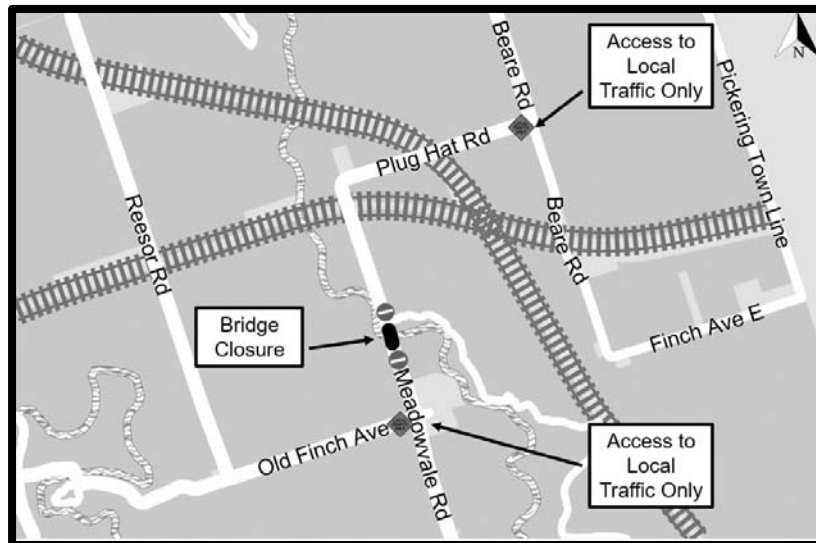 Beare Rd
Access to
Local
Traffic Only
Pickering Town Line
N
Plug Hat Rd
Reesor Rd
Beare Rd
Bridge
Closure
Finch Ave E
Meadowvale Rd
Old Finch Ave
Access to
Local
Traffic Only